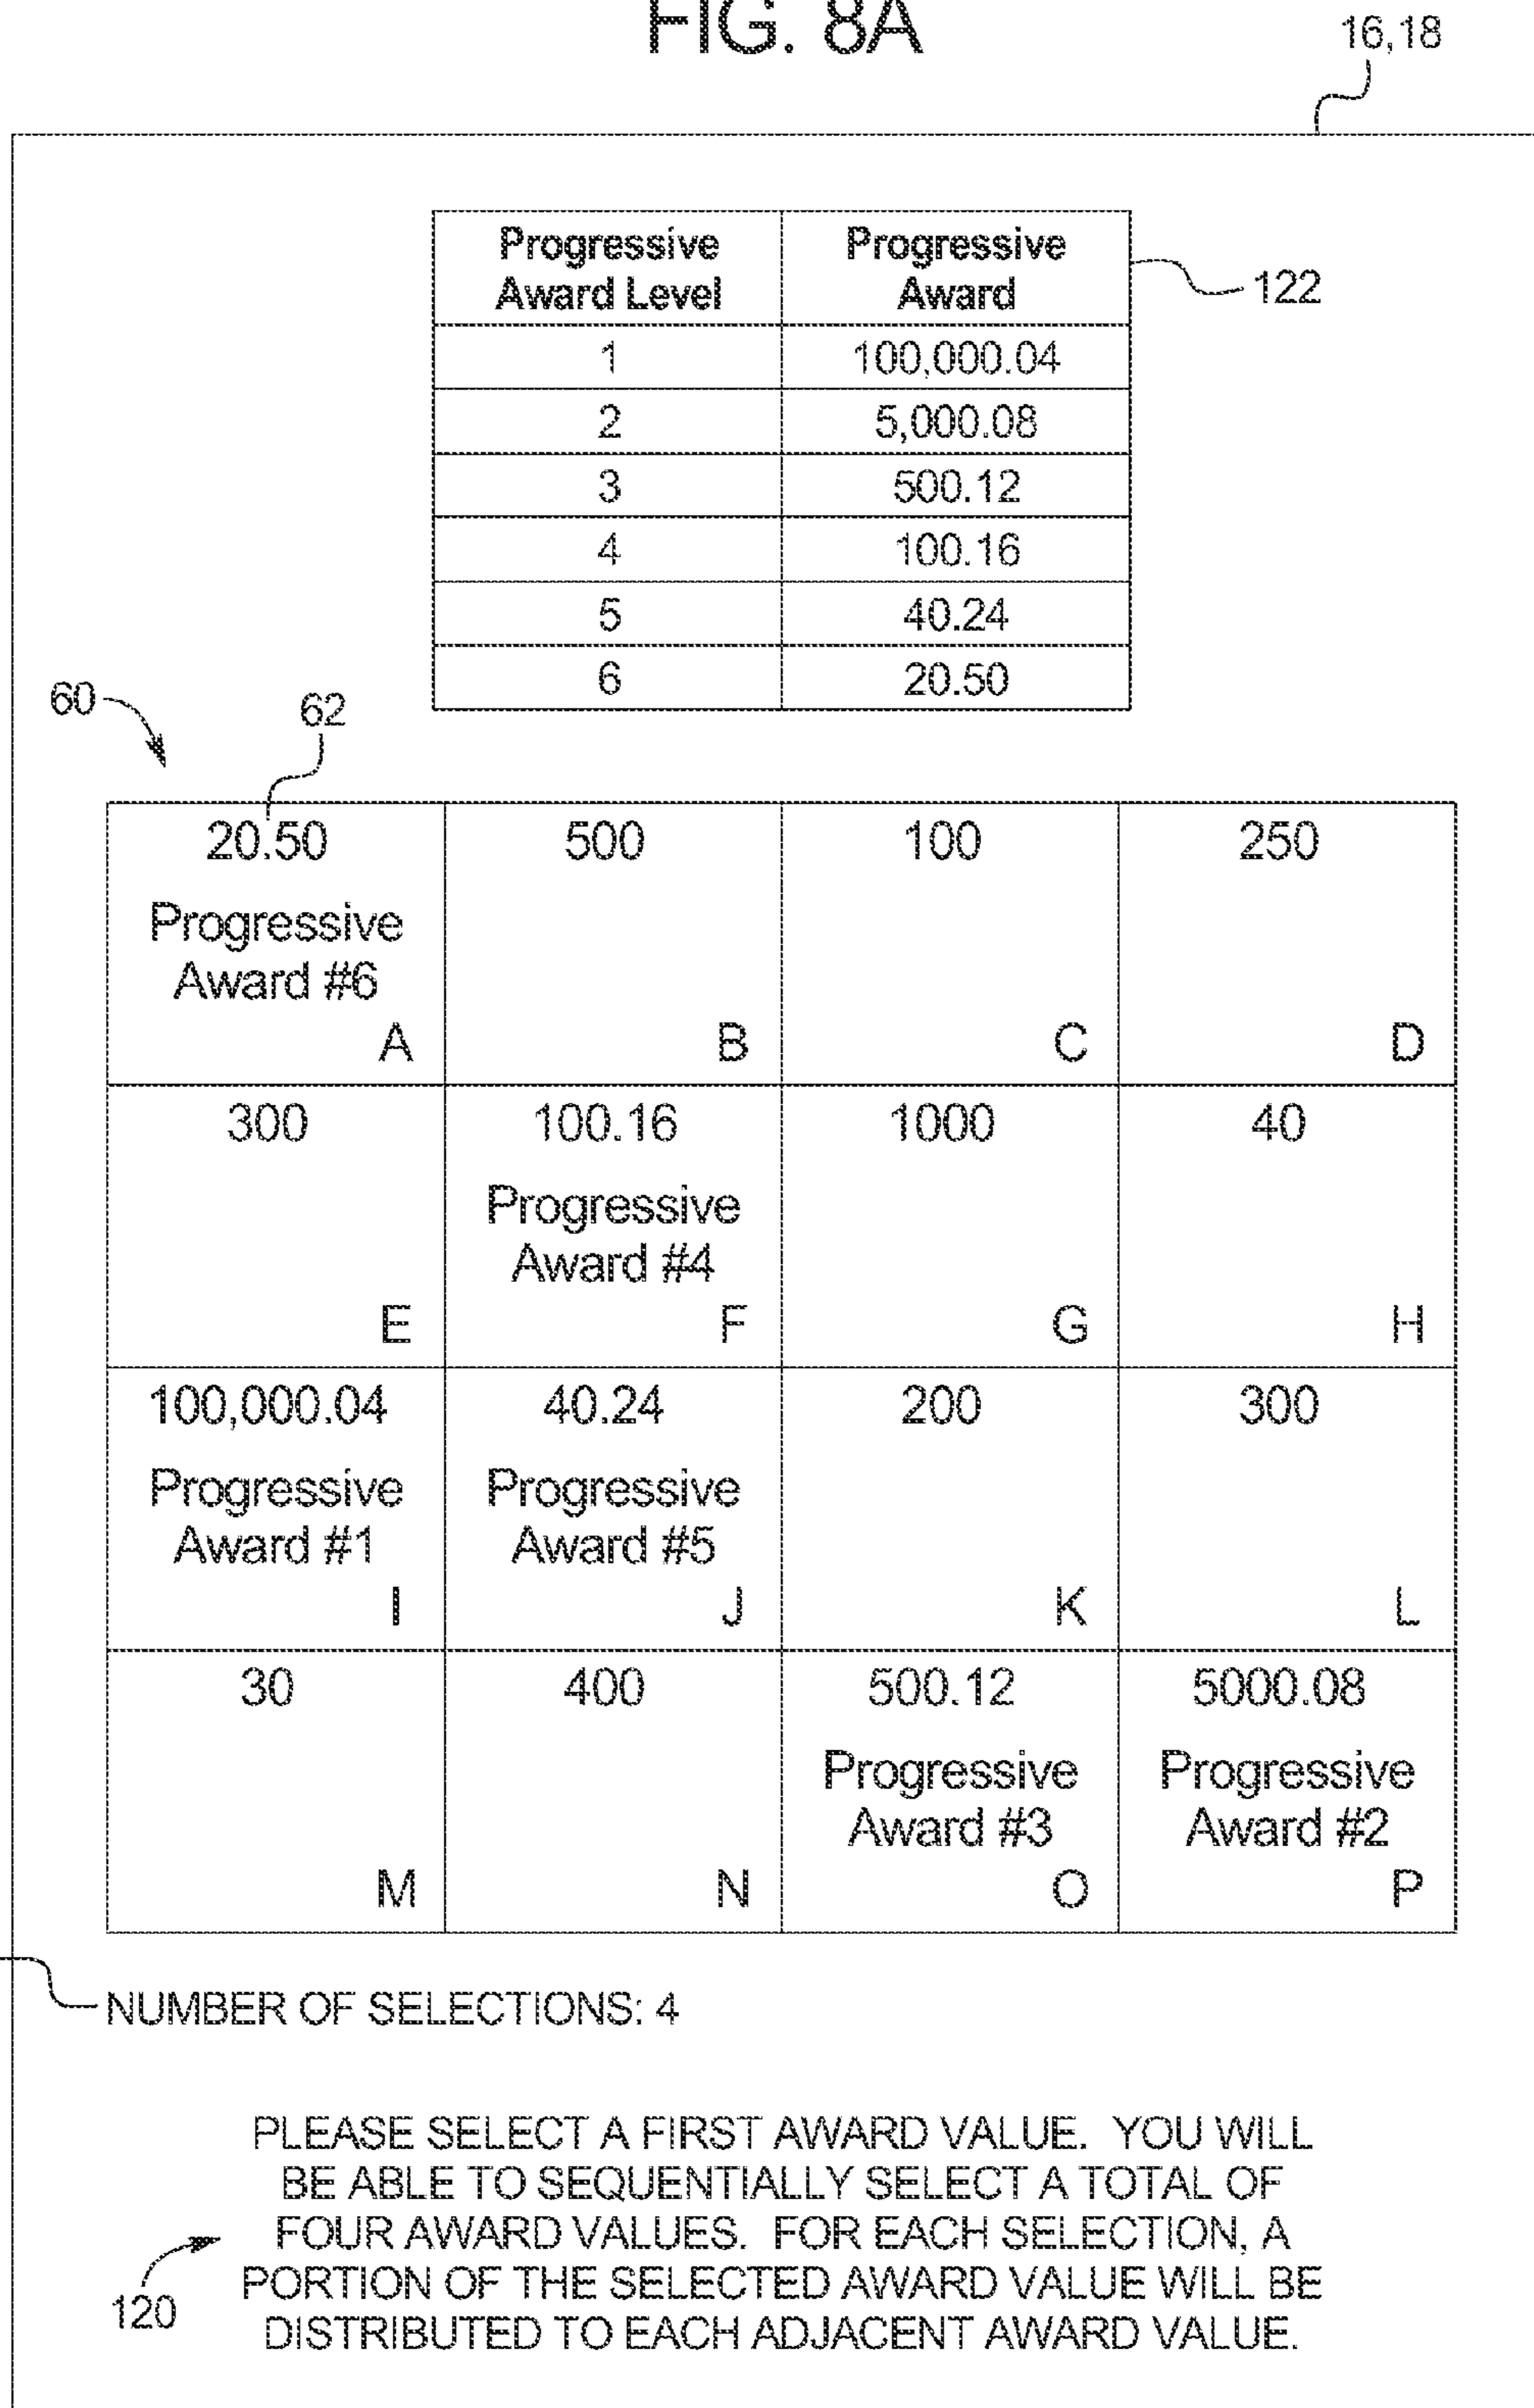 FIG. 8A
16,18
Progressive Award Level Progressive Award
122
1 100,000.04
2 5,000.08
3 500.12
4 100.16
5 40.24
6 20.50
60
62
20.50 500 100 250
Progressive
Award #6
A B C D
300 100.16 1000 40
Progressive
Award #4
E F G H
100,000.04 40.24 200 300
Progressive Progressive
Award #1 Award #5
I J K L
30 400 500.12 5000.08
Progressive Progressive
Award #3 Award #2
M N O P
NUMBER OF SELECTIONS: 4
PLEASE SELECT A FIRST AWARD VALUE. YOU WILL
BE ABLE TO SEQUENTIALLY SELECT A TOTAL OF
FOUR AWARD VALUES. FOR EACH SELECTION, A
PORTION OF THE SELECTED AWARD VALUE WILL BE
DISTRIBUTED TO EACH ADJACENT AWARD VALUE.
120